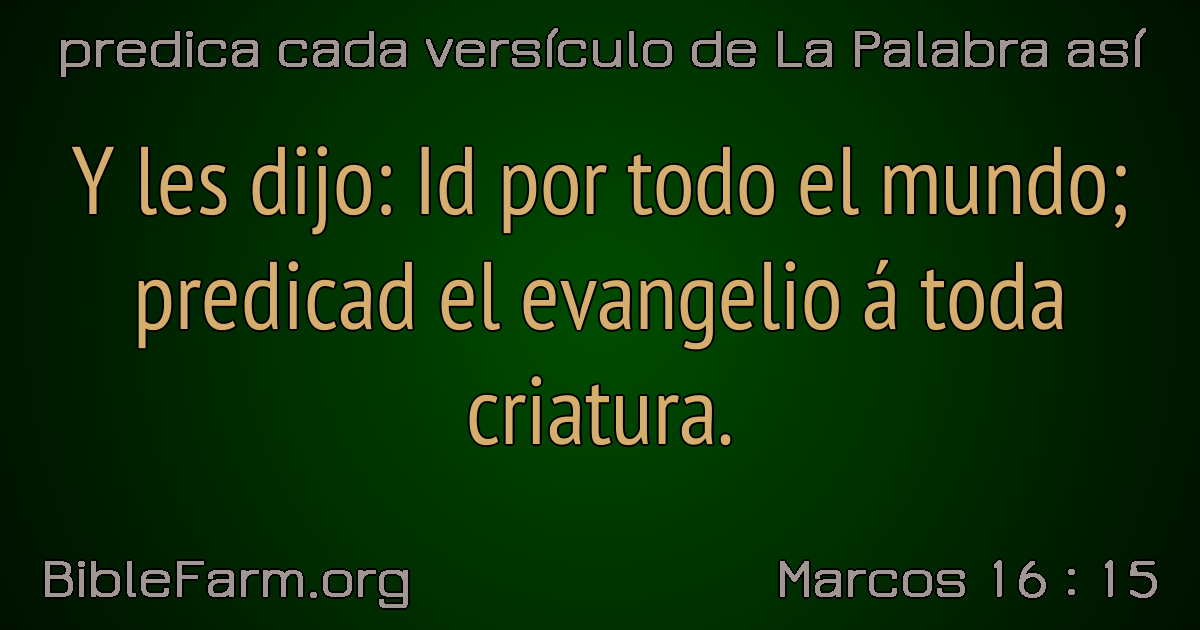 predica cada versículo de La Palabra así
Y les dijo: Id por todo el mundo;
predicad el evangelio á toda
criatura.
BibleFarm.org
Marcos 16 : 15